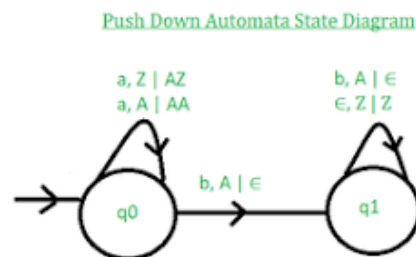 Push Down Automata State Diagram
a, Z | AZ
a, A | AA
b, A | ∈
∈, Z | Z
b, A | ∈
q0
q1